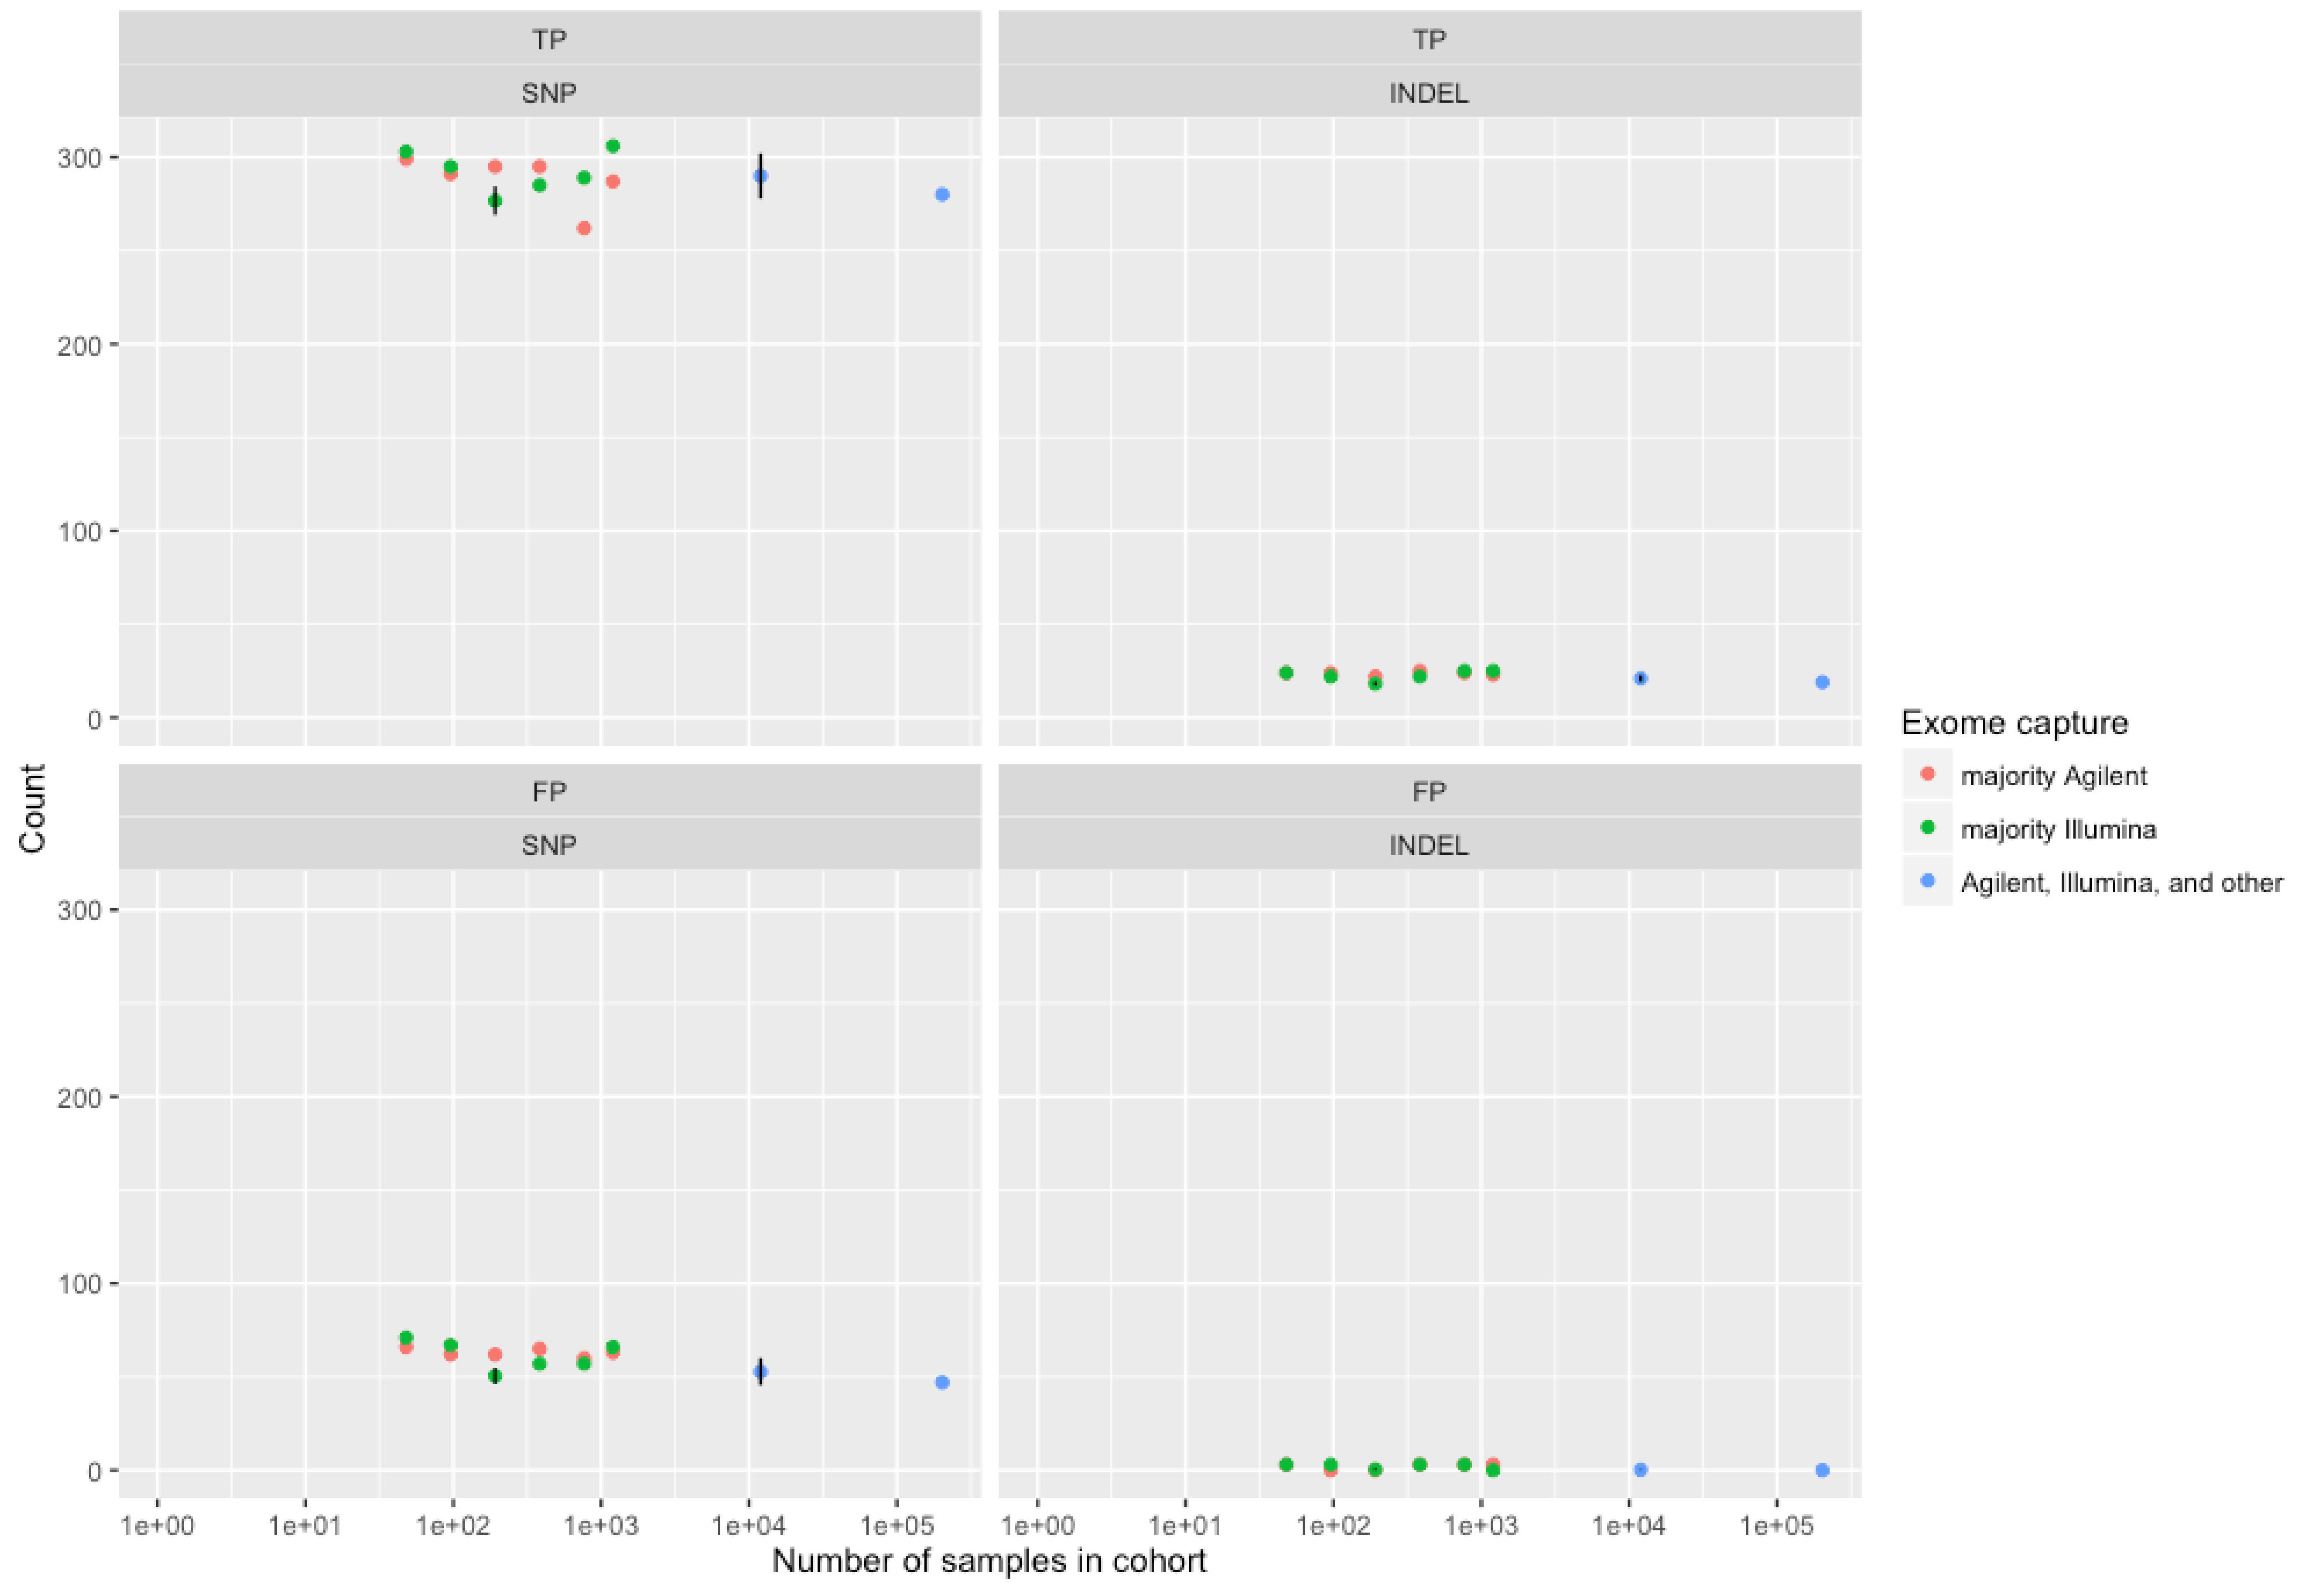 TP
TP
SNP
INDEL
300
200
100
0
Count
FP
FP
SNP
INDEL
300
200
100
0
1e+00 1e+01 1e+02 1e+03 1e+04 1e+05
1e+00 1e+01 1e+02 1e+03 1e+04 1e+05
Number of samples in cohort
Exome capture
majority Agilent
majority Illumina
Agilent, Illumina, and other